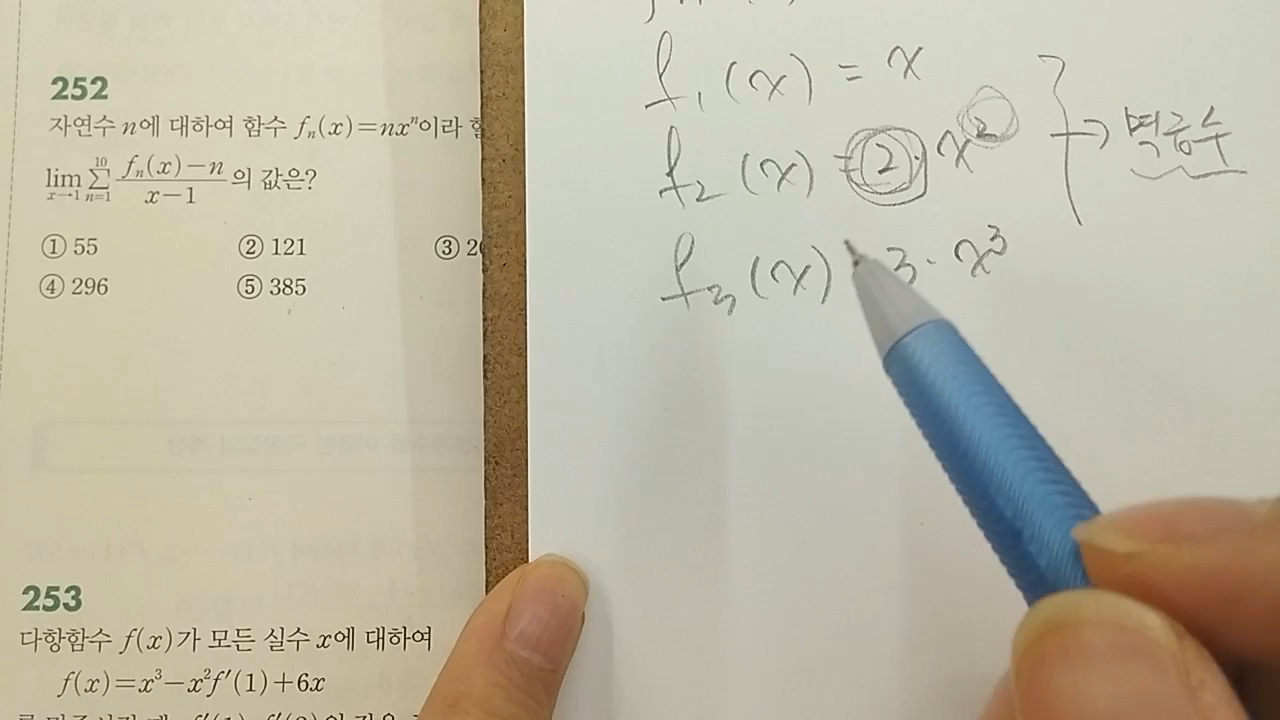 252
자연수 n에 대하여 함수 fₙ(x)=nxⁿ이라
lim x→1 ∑ n=1 10 (fₙ(x)−n)/(x−1) 의 값은?
① 55 ② 121 ③
④ 296 ⑤ 385
253
다항함수 f(x)가 모든 실수 x에 대하여
f(x)=x³−x²f′(1)+6x
f₁(x) = x
f₂(x) = 2·x²
f₃(x) 3·x³
→ 멱급수